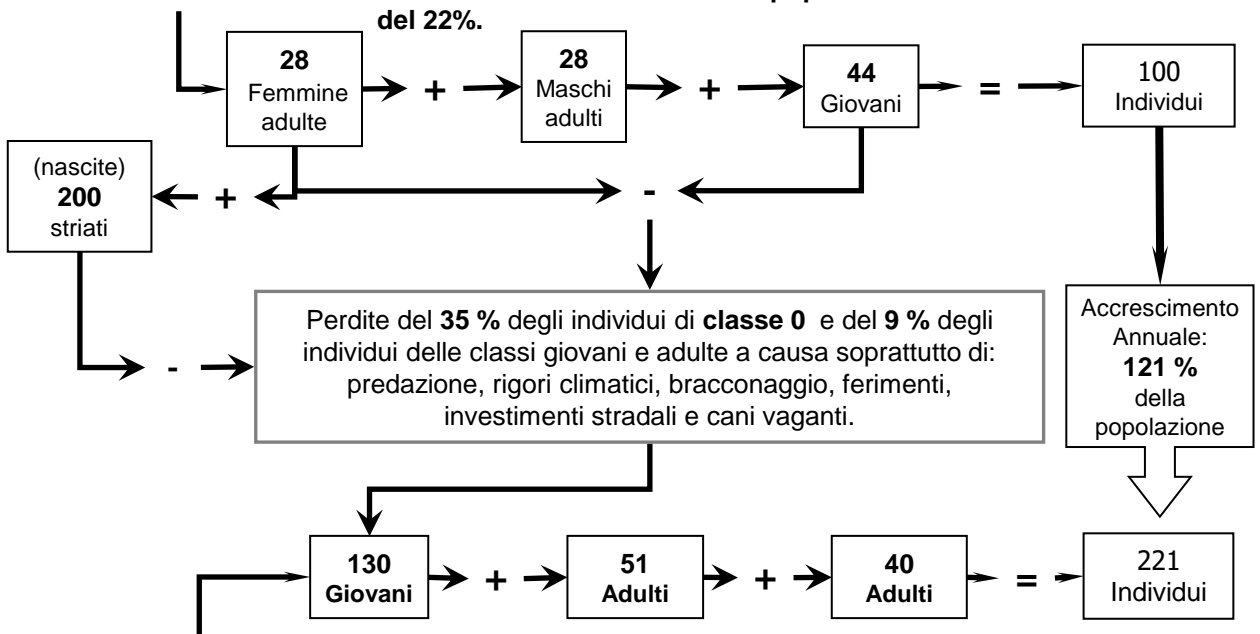 del 22%.
28
Femmine
adulte
+
28
Maschi
adulti
+
44
Giovani
=
100
Individui
(nascite)
200
striati
+
-
Perdite del 35 % degli individui di classe 0 e del 9 % degli
individui delle classi giovani e adulte a causa soprattutto di:
predazione, rigori climatici, bracconaggio, ferimenti,
investimenti stradali e cani vaganti.
-
Accrescimento
Annuale:
121 %
della
popolazione
130
Giovani
+
51
Adulti
+
40
Adulti
=
221
Individui